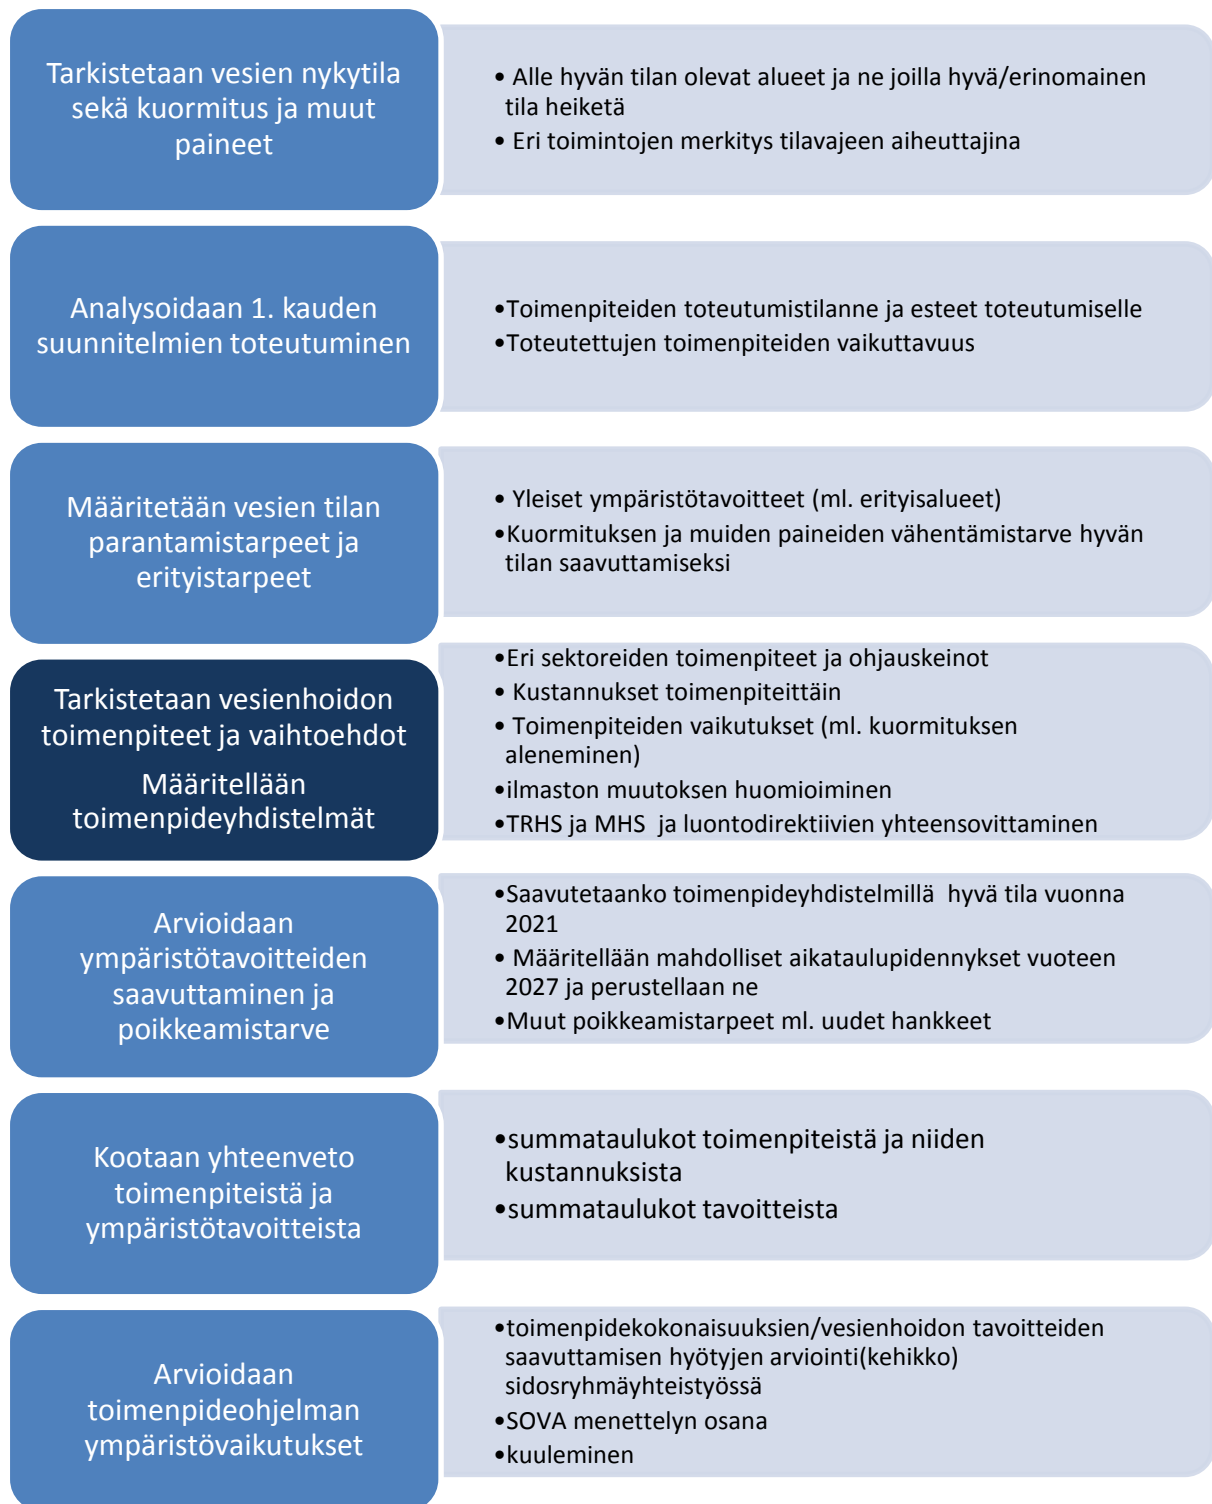 Tarkistetaan vesien nykytila
sekä kuormitus ja muut
paineet
• Alle hyvän tilan olevat alueet ja ne joilla hyvä/erinomainen
tila heiketä
• Eri toimintojen merkitys tilavajeen aiheuttajina
Analysoidaan 1. kauden
suunnitelmien toteutuminen
•Toimenpiteiden toteutumistilanne ja esteet toteutumiselle
•Toteutettujen toimenpiteiden vaikuttavuus
Määritetään vesien tilan
parantamistarpeet ja
erityistarpeet
• Yleiset ympäristötavoitteet (ml. erityisalueet)
•Kuormituksen ja muiden paineiden vähentämistarve hyvän
tilan saavuttamiseksi
Tarkistetaan vesienhoidon
toimenpiteet ja vaihtoehdot
Määritellään
toimenpideyhdistelmät
•Eri sektoreiden toimenpiteet ja ohjauskeinot
• Kustannukset toimenpiteittäin
• Toimenpiteiden vaikutukset (ml. kuormituksen
aleneminen)
•ilmaston muutoksen huomioiminen
•TRHS ja MHS ja luontodirektiivien yhteensovittaminen
Arvioidaan
ympäristötavoitteiden
saavuttaminen ja
poikkeamistarve
•Saavutetaanko toimenpideyhdistelmillä hyvä tila vuonna
2021
• Määritellään mahdolliset aikataulupidennykset vuoteen
2027 ja perustellaan ne
•Muut poikkeamistarpeet ml. uudet hankkeet
Kootaan yhteenveto
toimenpiteistä ja
ympäristötavoitteista
•summataulukot toimenpiteistä ja niiden
kustannuksista
•summataulukot tavoitteista
Arvioidaan
toimenpideohjelman
ympäristövaikutukset
•toimenpidekokonaisuuksien/vesienhoidon tavoitteiden
saavuttamisen hyötyjen arviointi(kehikko)
sidosryhmäyhteistyössä
•SOVA menettelyn osana
•kuuleminen